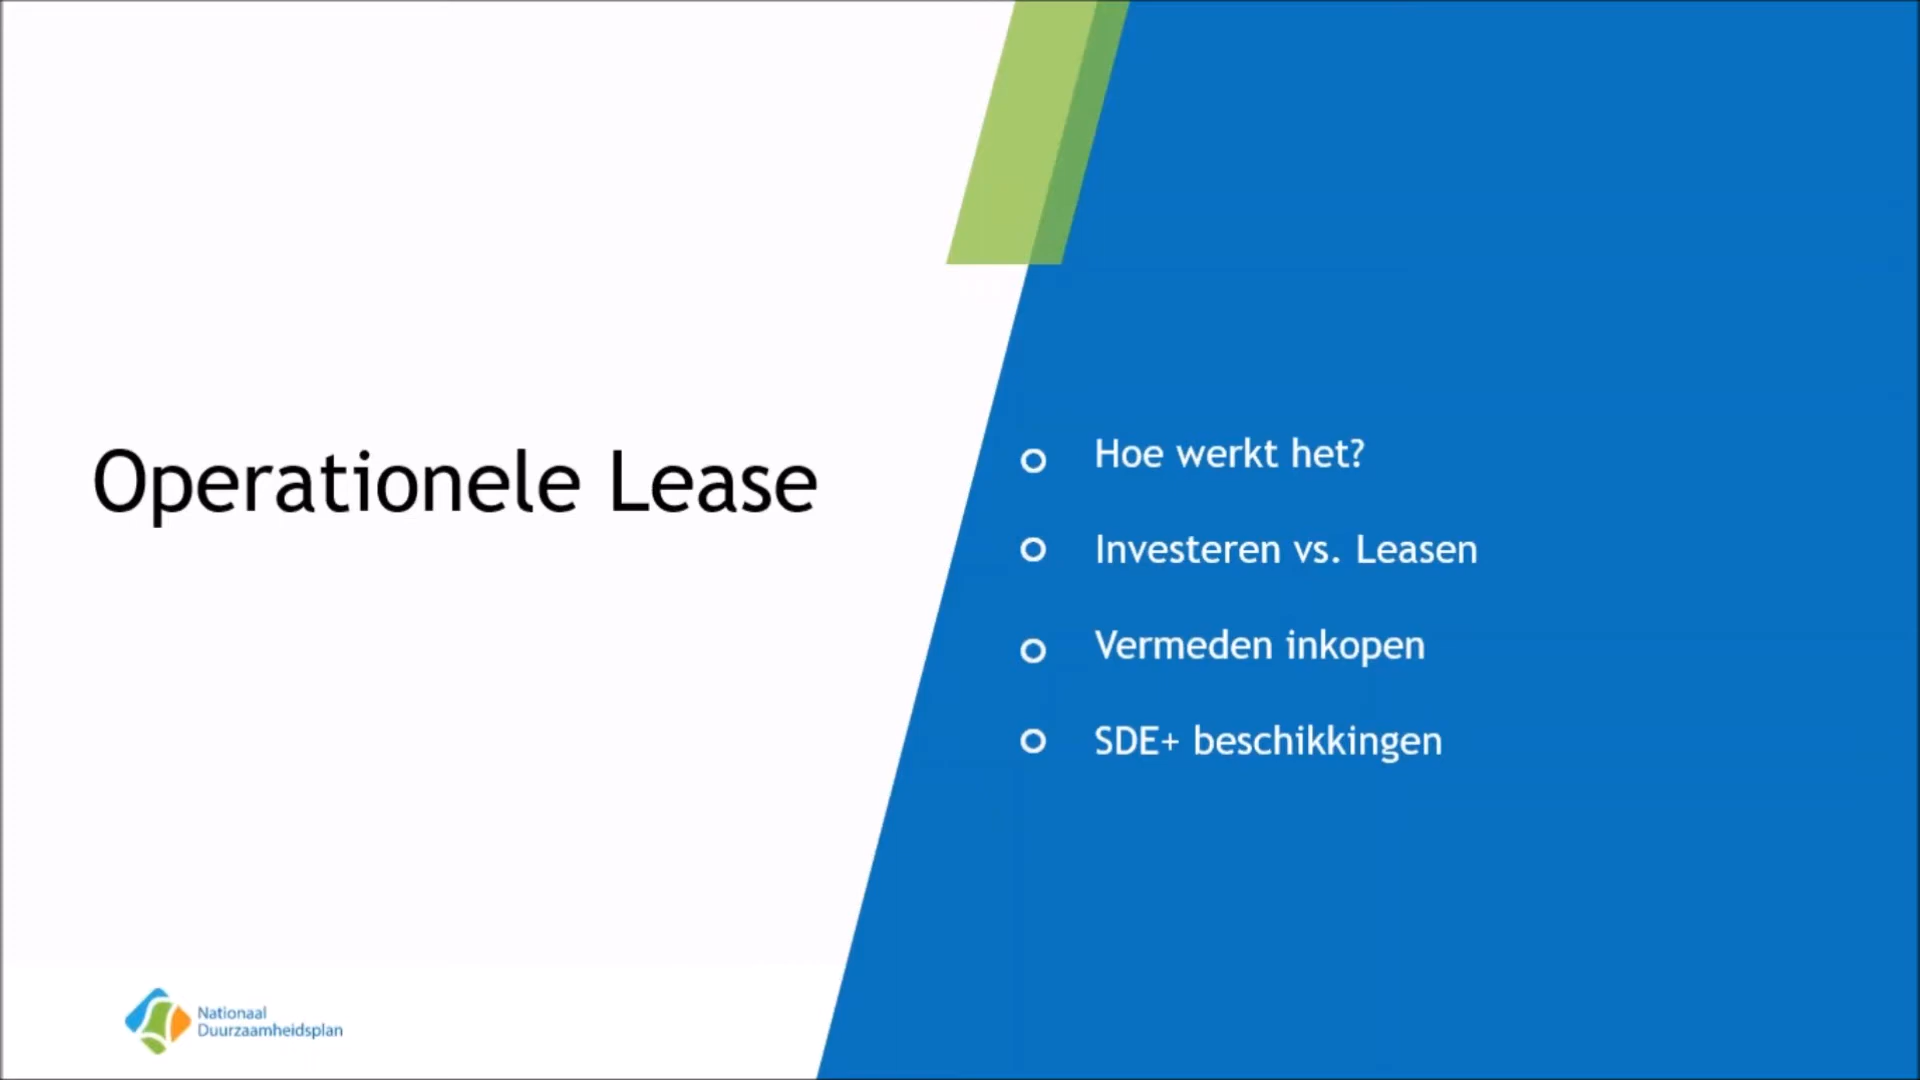 Operationele Lease
Hoe werkt het?
Investeren vs. Leasen
Vermeden inkopen
SDE+ beschikkingen
Nationaal
Duurzaamheidsplan